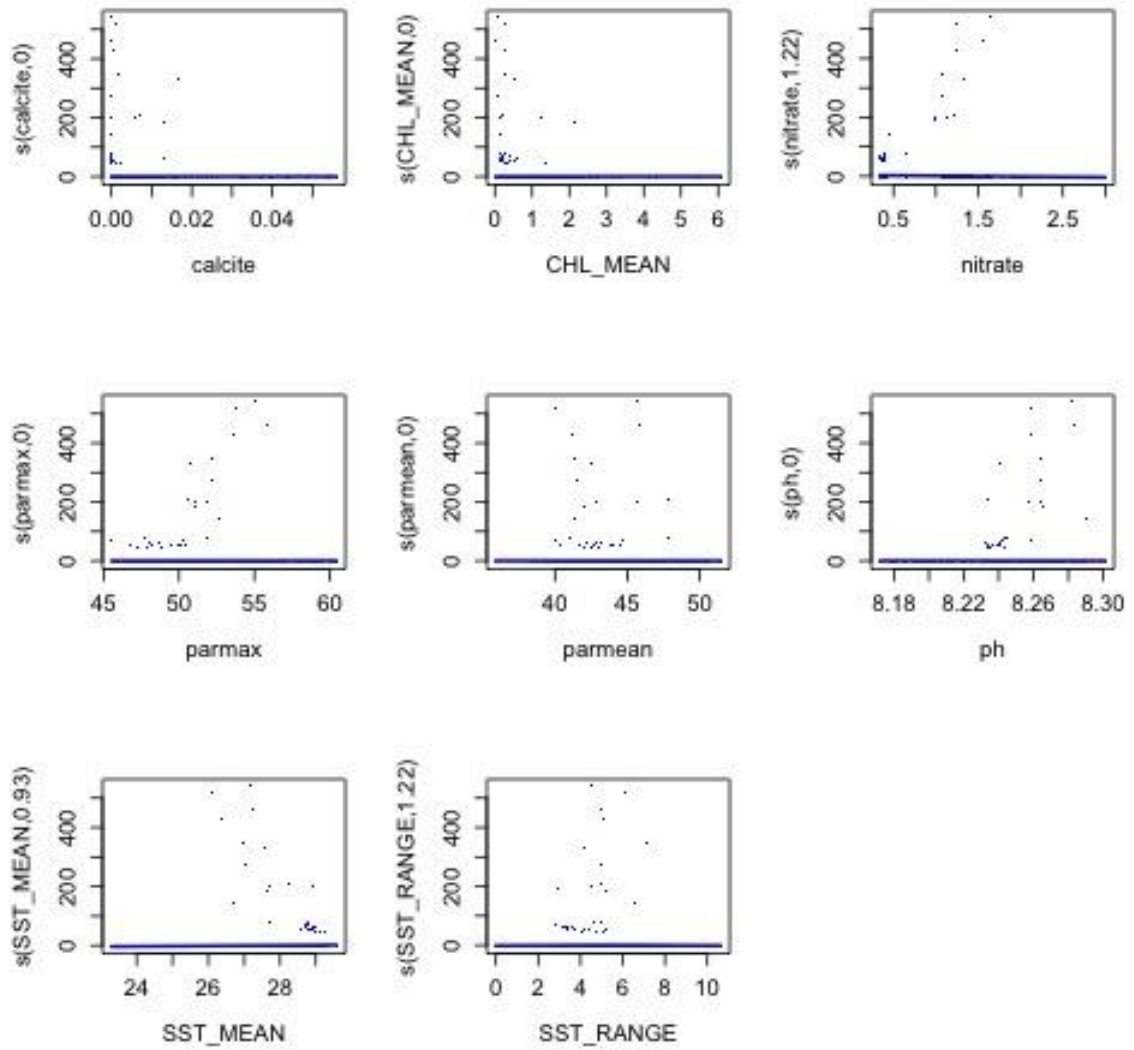 s(calcite,0)
0 200 400
0.00 0.02 0.04
calcite
s(CHL_MEAN,0)
0 200 400
0 1 2 3 4 5 6
CHL_MEAN
s(nitrate,1.22)
0 200 400
0.5 1.5 2.5
nitrate
s(parmax,0)
0 200 400
45 50 55 60
parmax
s(parmean,0)
0 200 400
40 45 50
parmean
s(ph,0)
0 200 400
8.18 8.22 8.26 8.30
ph
s(SST_MEAN,0.93)
0 200 400
24 26 28
SST_MEAN
s(SST_RANGE,1.22)
0 200 400
0 2 4 6 8 10
SST_RANGE